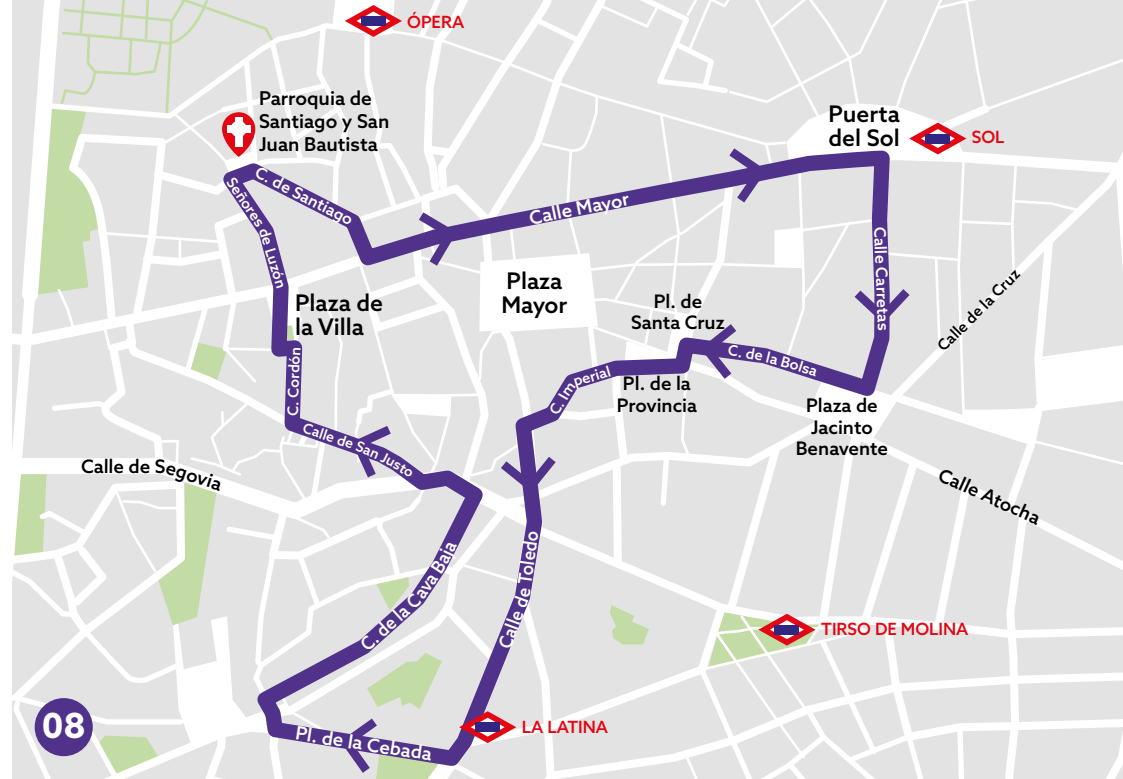 ÓPERA
Parroquia de
Santiago y San
Juan Bautista
Puerta
del Sol
SOL
C. de Santiago
Señores de Luzón
Calle Mayor
Calle Carretas
Plaza
Mayor
Plaza de
la Villa
Pl. de
Santa Cruz
Calle de la Cruz
C. de la Bolsa
C. Imperial
Pl. de la
Provincia
C. Cordón
Plaza de
Jacinto
Benavente
Calle de San Justo
Calle de Segovia
Calle Atocha
C. de la Cava Baja
Calle de Toledo
TIRSO DE MOLINA
08
Pl. de la Cebada
LA LATINA